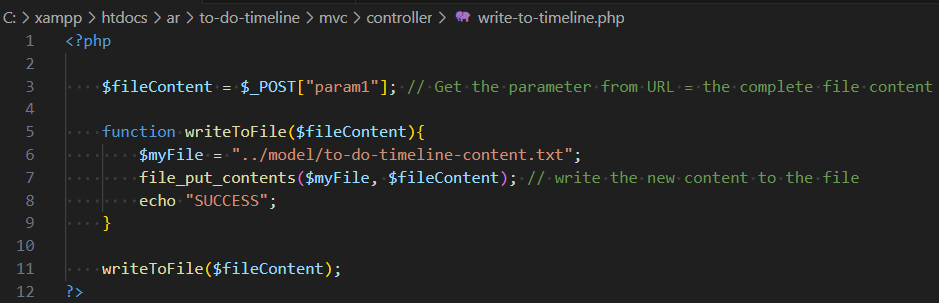 C: > xampp > htdocs > ar > to-do-timeline > mvc > controller > write-to-timeline.php
1 <?php
2
3     $fileContent = $_POST["param1"]; // Get the parameter from URL = the complete file content
4
5     function writeToFile($fileContent){
6         $myFile = "../model/to-do-timeline-content.txt";
7         file_put_contents($myFile, $fileContent); // write the new content to the file
8         echo "SUCCESS";
9     }
10
11     writeToFile($fileContent);
12 ?>